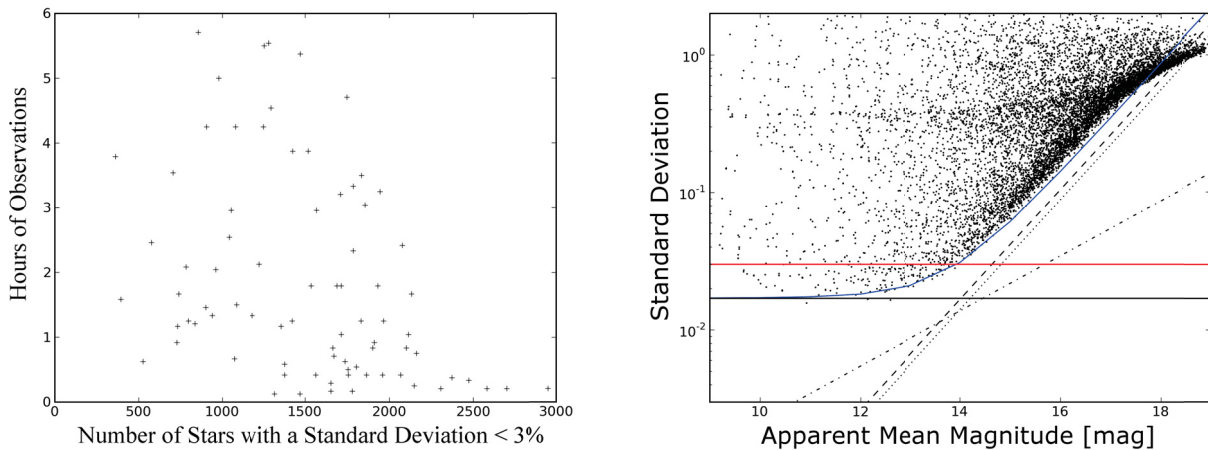 6
5
4
3
2
1
0
Hours of Observations
0 500 1000 1500 2000 2500 3000
Number of Stars with a Standard Deviation < 3%
10^0
10^-1
10^-2
Standard Deviation
10 12 14 16 18
Apparent Mean Magnitude [mag]